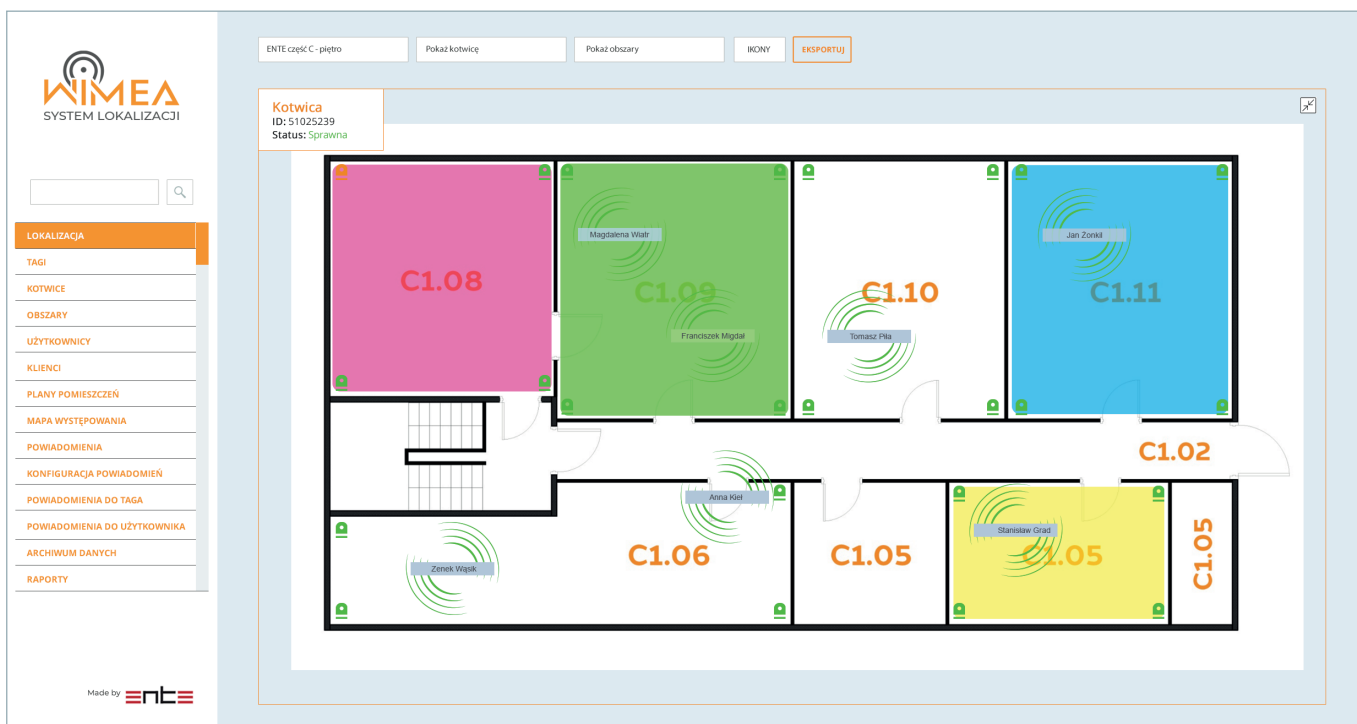 WIMEA
SYSTEM LOKALIZACJI
LOKALIZACJA
TAGI
KOTWICE
OBSZARY
UŻYTKOWNICY
KLIENCI
PLANY POMIESZCZEŃ
MAPA WYSTĘPOWANIA
POWIADOMIENIA
KONFIGURACJA POWIADOMIEŃ
POWIADOMIENIA DO TAGA
POWIADOMIENIA DO UŻYTKOWNIKA
ARCHIWUM DANYCH
RAPORTY
Made by ente
ENTE część C - piętro
Pokaż kotwicę
Pokaż obszary
IKONY
EKSPORTUJ
Kotwica
ID: 51025239
Status: Sprawna
Magdalena Wiatr
Jan Żonkil
C1.08
C1.09
C1.10
C1.11
Franciszek Migdał
Tomasz Piła
C1.02
Anna Kieł
Stanisław Grad
Zenek Wąsik
C1.06
C1.05
C1.05
C1.05